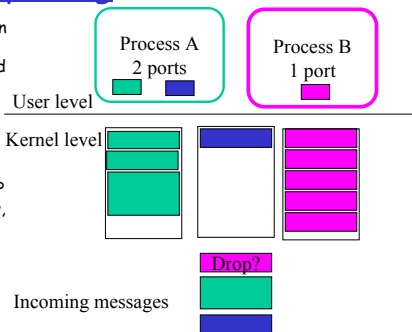 n
Process A
2 ports
Process B
1 port
d
User level
Kernel level
,
Drop?
Incoming messages